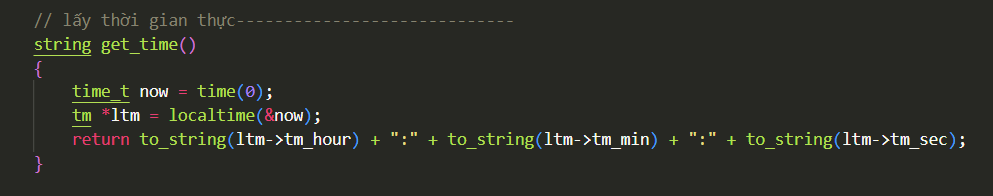 // lấy thời gian thực-----------------------------
string get_time()
{
time_t now = time(0);
tm *ltm = localtime(&now);
return to_string(ltm->tm_hour) + ":" + to_string(ltm->tm_min) + ":" + to_string(ltm->tm_sec);
}